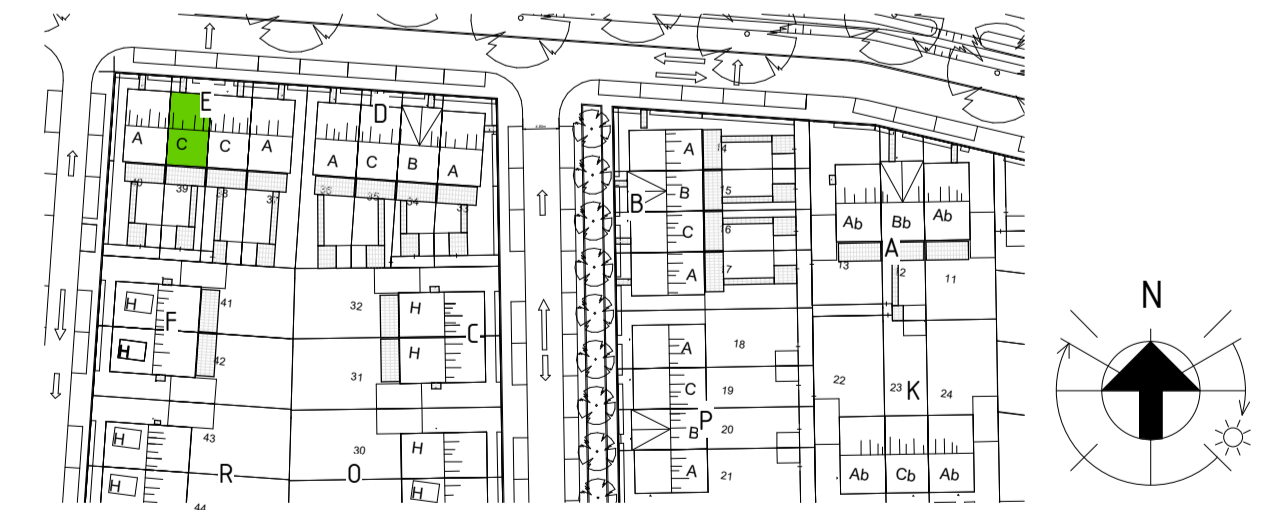 N
E
D
A C C A
A C B A
40 39 38 37
36 35 34 33
B
A 14
B 15
C 16
A 17
Ab Bb Ab
A
13 12 11
H 41
F
H 42
32 H
C
31 H
A 18
C 19
P
B 20
A 21
22 23 K 24
H 43
R O
30 H
H 44
H
Ab Cb Ab